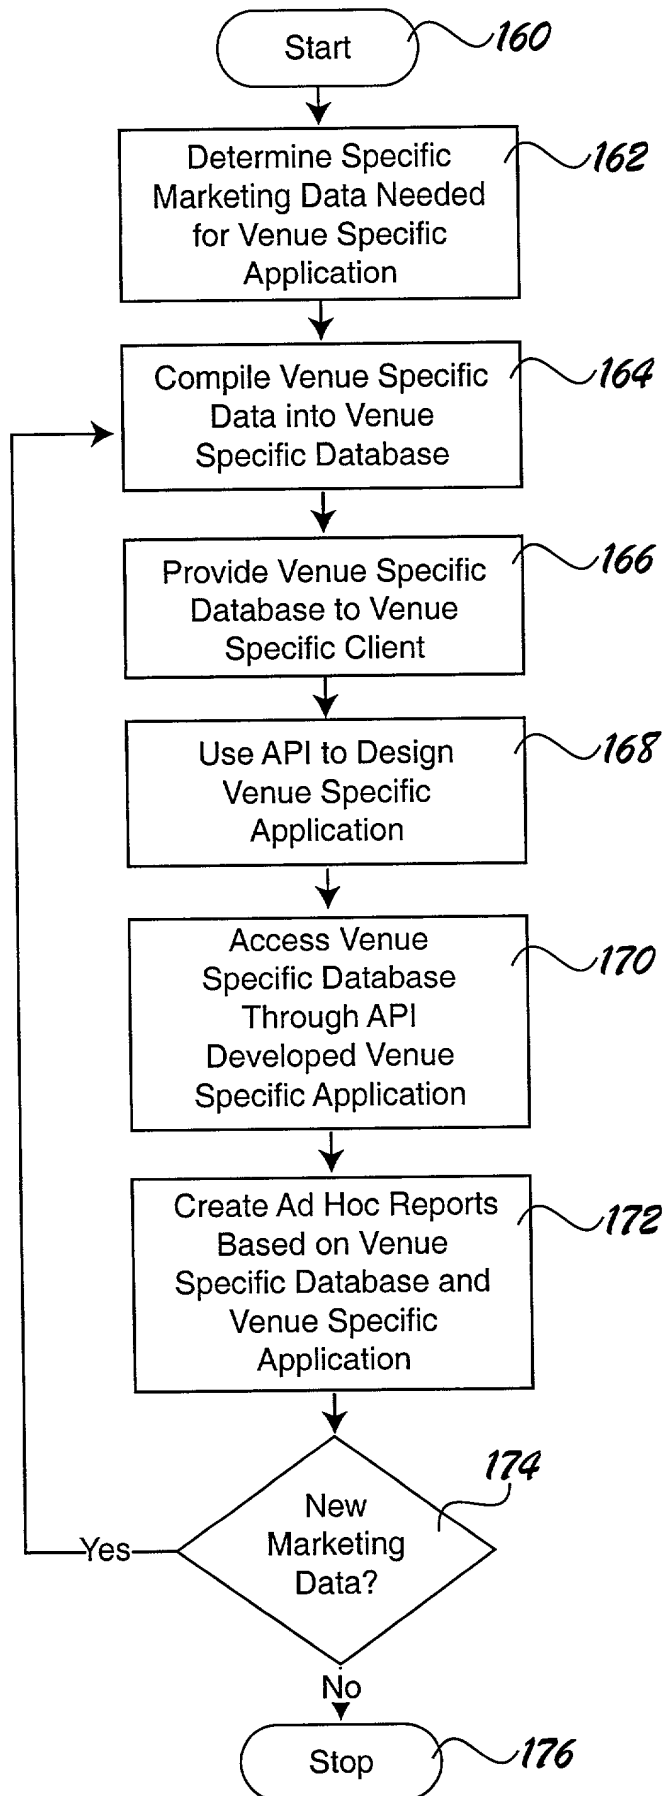 Start
160
Determine Specific
162
Marketing Data Needed
for Venue Specific
Application
Compile Venue Specific
164
Data into Venue
Specific Database
Provide Venue Specific
166
Database to Venue
Specific Client
Use API to Design
168
Venue Specific
Application
Access Venue
170
Specific Database
Through API
Developed Venue
Specific Application
Create Ad Hoc Reports
172
Based on Venue
Specific Database and
Venue Specific
Application
174
New
Marketing
Data?
Yes
No
Stop
176